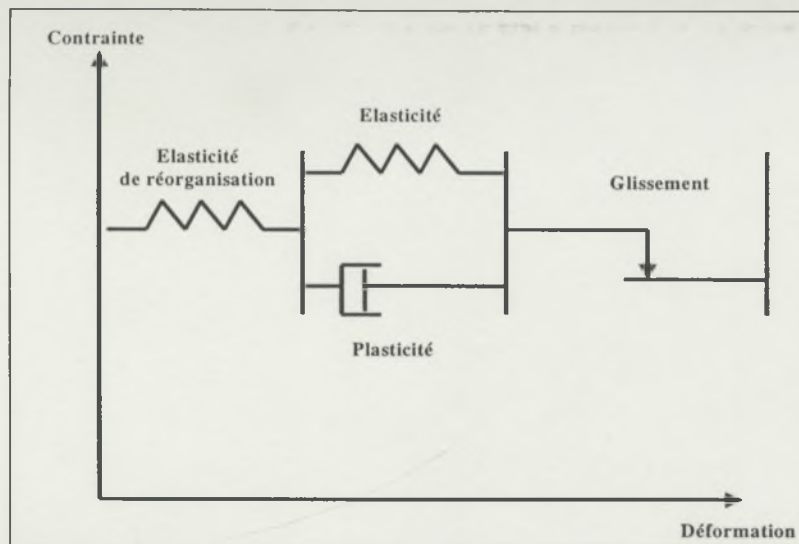 Contrainte
Elasticité
Elasticité
de réorganisation
Glissement
Plasticité
Déformation